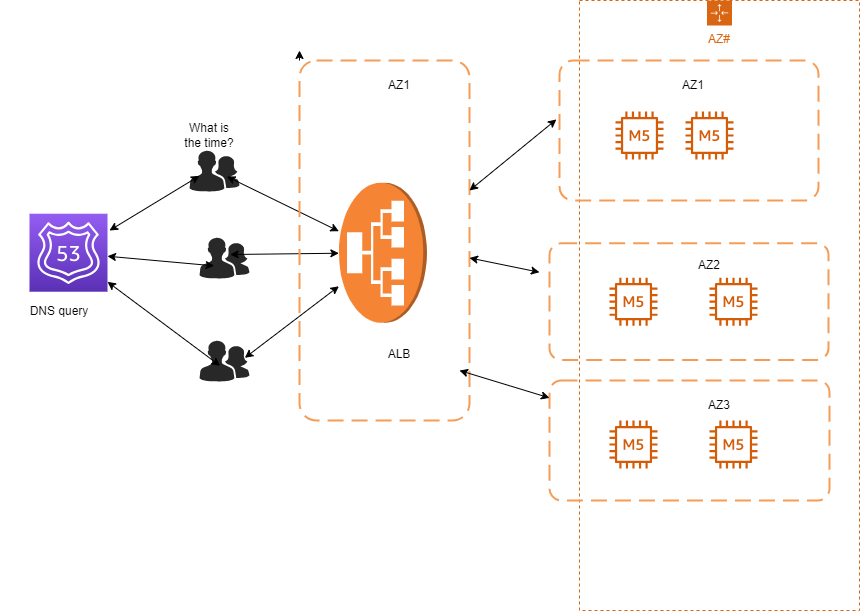 AZ#
AZ1
AZ1
What is
the time?
M5
M5
53
AZ2
DNS query
M5
M5
ALB
AZ3
M5
M5